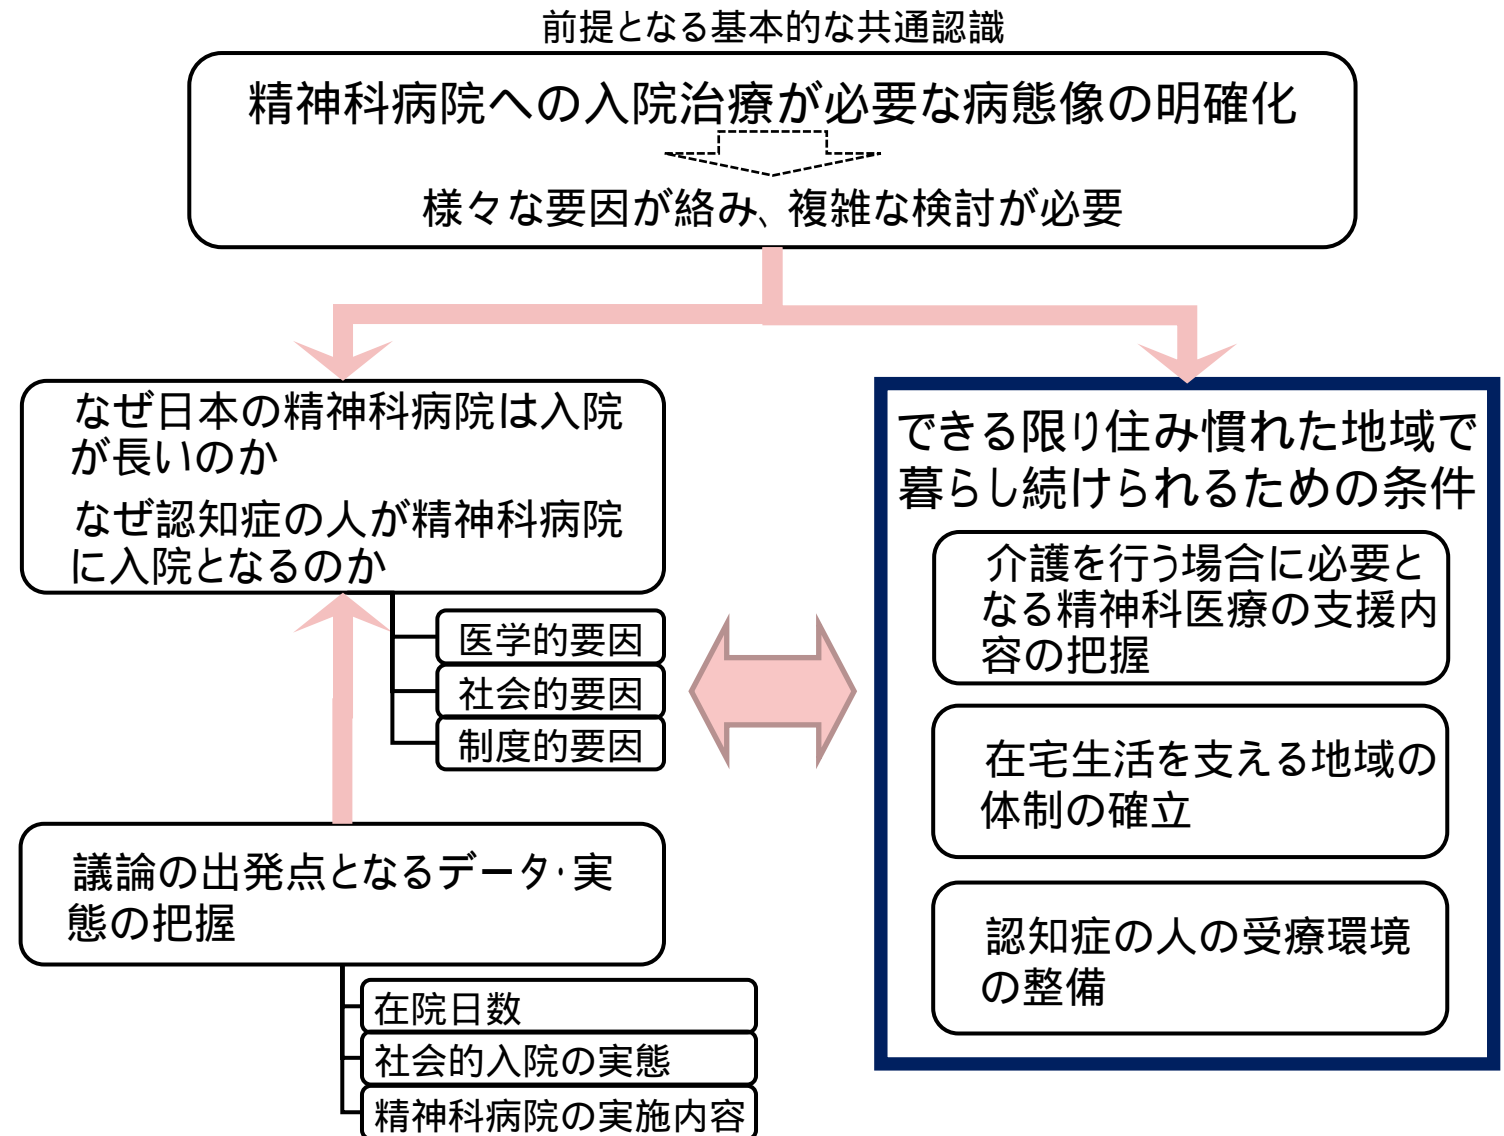 前提となる基本的な共通認識
精神科病院への入院治療が必要な病態像の明確化
様々な要因が絡み、複雑な検討が必要
なぜ日本の精神科病院は入院
が長いのか
なぜ認知症の人が精神科病院
に入院となるのか
医学的要因
社会的要因
制度的要因
議論の出発点となるデータ・実
態の把握
在院日数
社会的入院の実態
精神科病院の実施内容
できる限り住み慣れた地域で
暮らし続けられるための条件
介護を行う場合に必要と
なる精神科医療の支援内
容の把握
在宅生活を支える地域の
体制の確立
認知症の人の受療環境
の整備